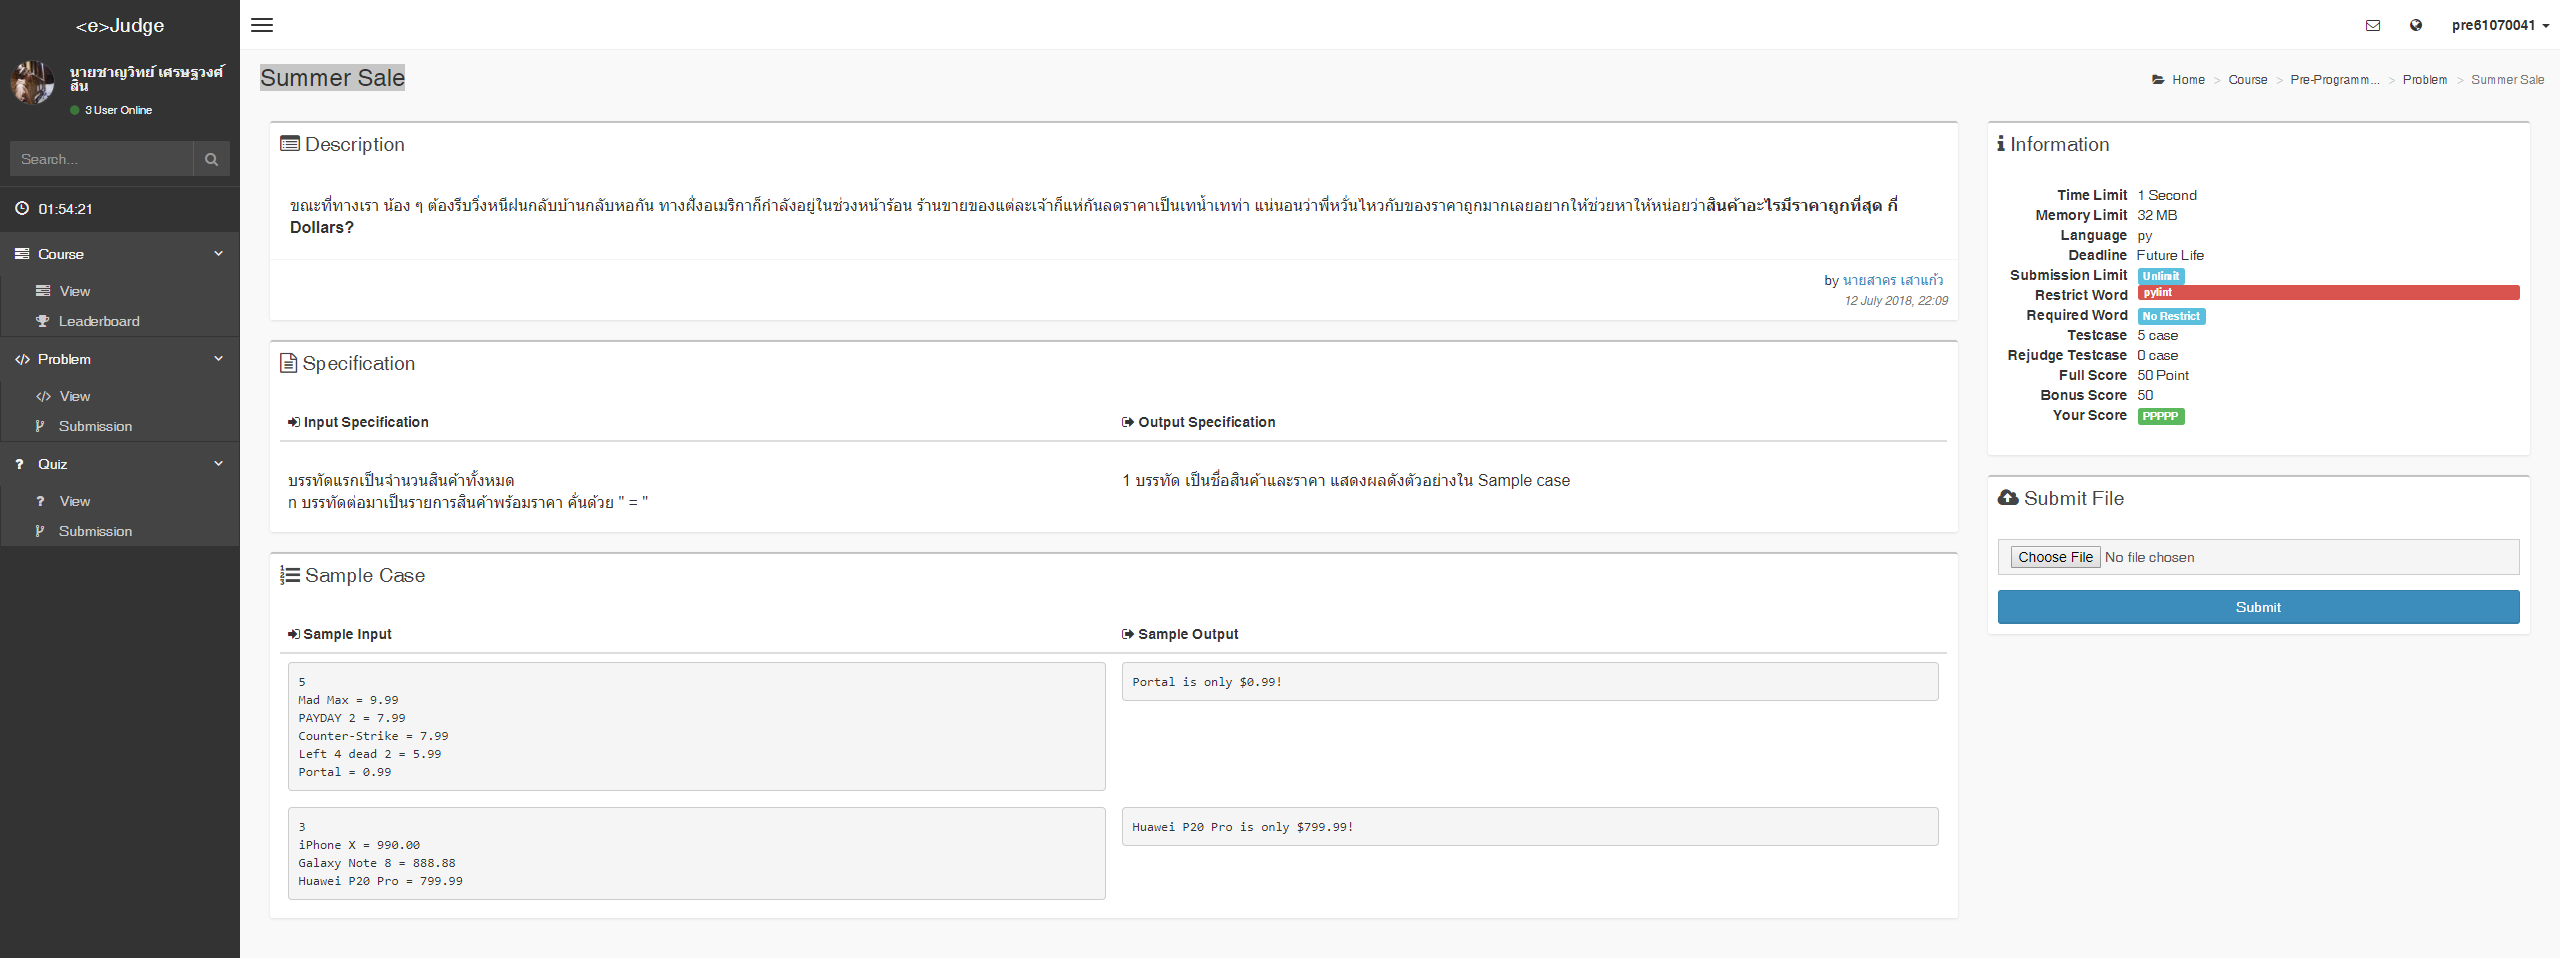 <e>Judge
pre61070041
นายชาญวิทย์ เศรษฐวงศ์
สิน
3 User Online
Search...
01:54:21
Course
View
Leaderboard
Problem
View
Submission
Quiz
View
Submission
Summer Sale
Home > Course > Pre-Programm... > Problem > Summer Sale
Description
ขณะที่ทางเรา น้อง ๆ ต้องรีบวิ่งหนีฝนกลับบ้านกลับหอกัน ทางฝั่งอเมริกาก็กำลังอยู่ในช่วงหน้าร้อน ร้านขายของแต่ละเจ้าก็แห่กันลดราคาเป็นเทน้ำเทท่า แน่นอนว่าพี่หวั่นไหวกับของราคาถูกมากเลยอยากให้ช่วยหาให้หน่อยว่าสินค้าอะไรมีราคาถูกที่สุด กี่
Dollars?
by นายสาคร เสาแก้ว
12 July 2018, 22:09
Specification
Input Specification
บรรทัดแรกเป็นจำนวนสินค้าทั้งหมด
n บรรทัดต่อมาเป็นรายการสินค้าพร้อมราคา คั่นด้วย " = "
Output Specification
1 บรรทัด เป็นชื่อสินค้าและราคา แสดงผลดังตัวอย่างใน Sample case
Sample Case
Sample Input
Sample Output
5
Mad Max = 9.99
PAYDAY 2 = 7.99
Counter-Strike = 7.99
Left 4 dead 2 = 5.99
Portal = 0.99
Portal is only $0.99!
3
iPhone X = 990.00
Galaxy Note 8 = 888.88
Huawei P20 Pro = 799.99
Huawei P20 Pro is only $799.99!
Information
Time Limit 1 Second
Memory Limit 32 MB
Language py
Deadline Future Life
Submission Limit Unlimit
Restrict Word pylint
Required Word No Restrict
Testcase 5 case
Rejudge Testcase 0 case
Full Score 50 Point
Bonus Score 50
Your Score PPPPP
Submit File
Choose File No file chosen
Submit